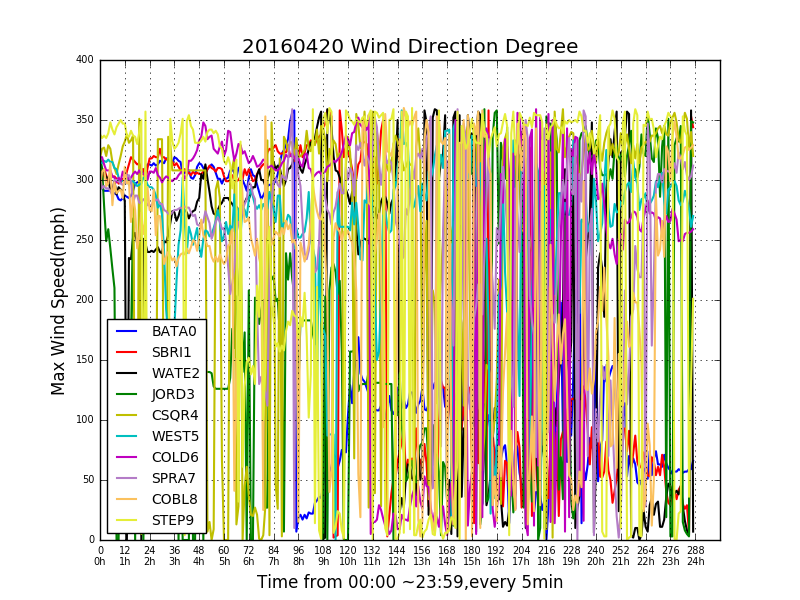 20160420 Wind Direction Degree
Max Wind Speed(mph)
400
350
300
250
200
150
100
50
0
BATA0
SBRI1
WATE2
JORD3
CSQR4
WEST5
COLD6
SPRA7
COBL8
STEP9
0 12 24 36 48 60 72 84 96 108 120 132 144 156 168 180 192 204 216 228 240 252 264 276 288
0h 1h 2h 3h 4h 5h 6h 7h 8h 9h 10h 11h 12h 13h 14h 15h 16h 17h 18h 19h 20h 21h 22h 23h 24h
Time from 00:00 ~23:59,every 5min